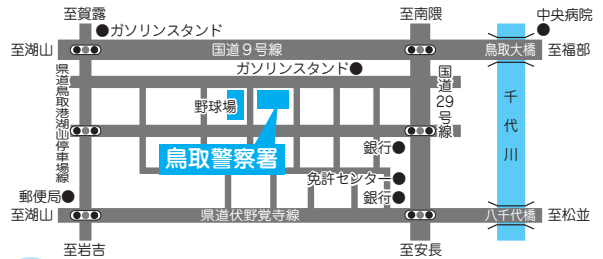 至賀露
至南隈
中央病院
ガソリンスタンド
至湖山
国道９号線
鳥取大橋
至福部
ガソリンスタンド
県道鳥取港湖山停車場線
国道29号線
野球場
千代川
鳥取警察署
銀行
免許センター
郵便局
銀行
至湖山
県道伏野覚寺線
八千代橋
至松並
至岩吉
至安長